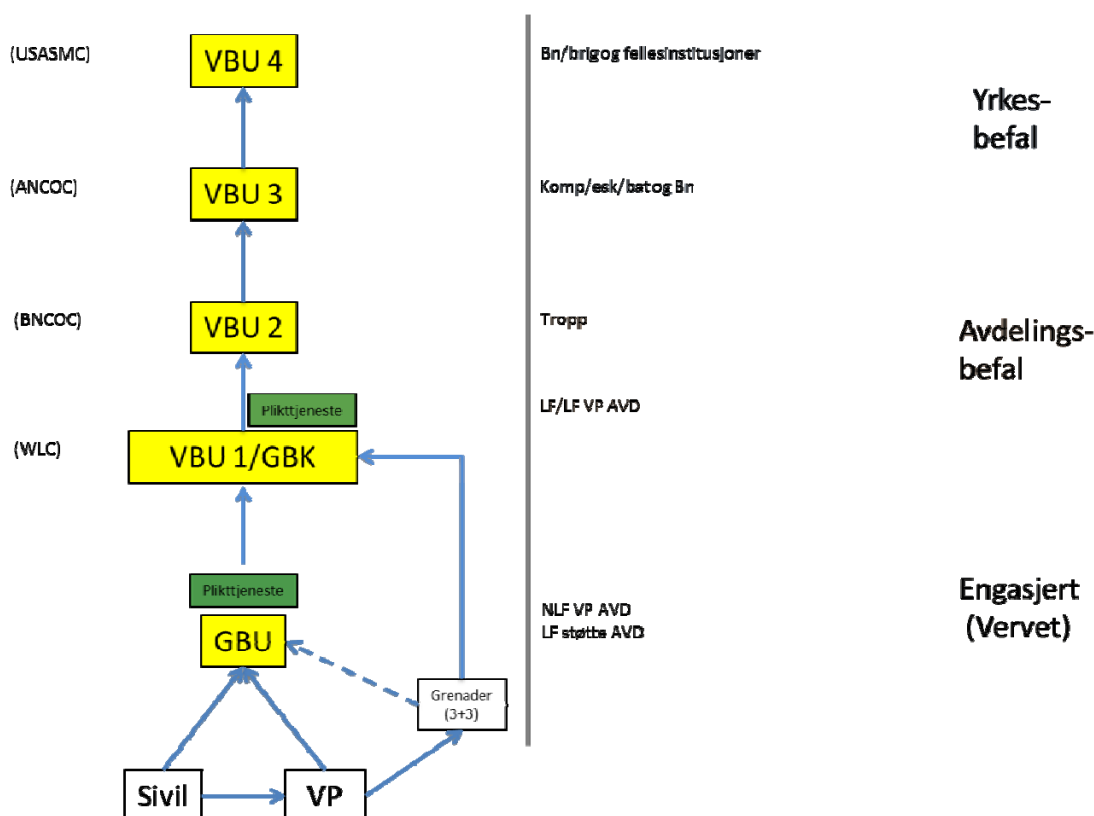 (USASMC)
VBU 4
Bn/brigog fellesinstitusjoner
Yrkes-
befal
(ANCOC)
VBU 3
Komp/esk/batog Bn
(BNCOC)
VBU 2
Tropp
Avdelings-
befal
Plikttjeneste
LF/LF VP AVD
(WLC)
VBU 1/GBK
Plikttjeneste
NLF VP AVD
LF støtte AVD
Engasjert
(Vervet)
GBU
Grenader
(3+3)
Sivil
VP